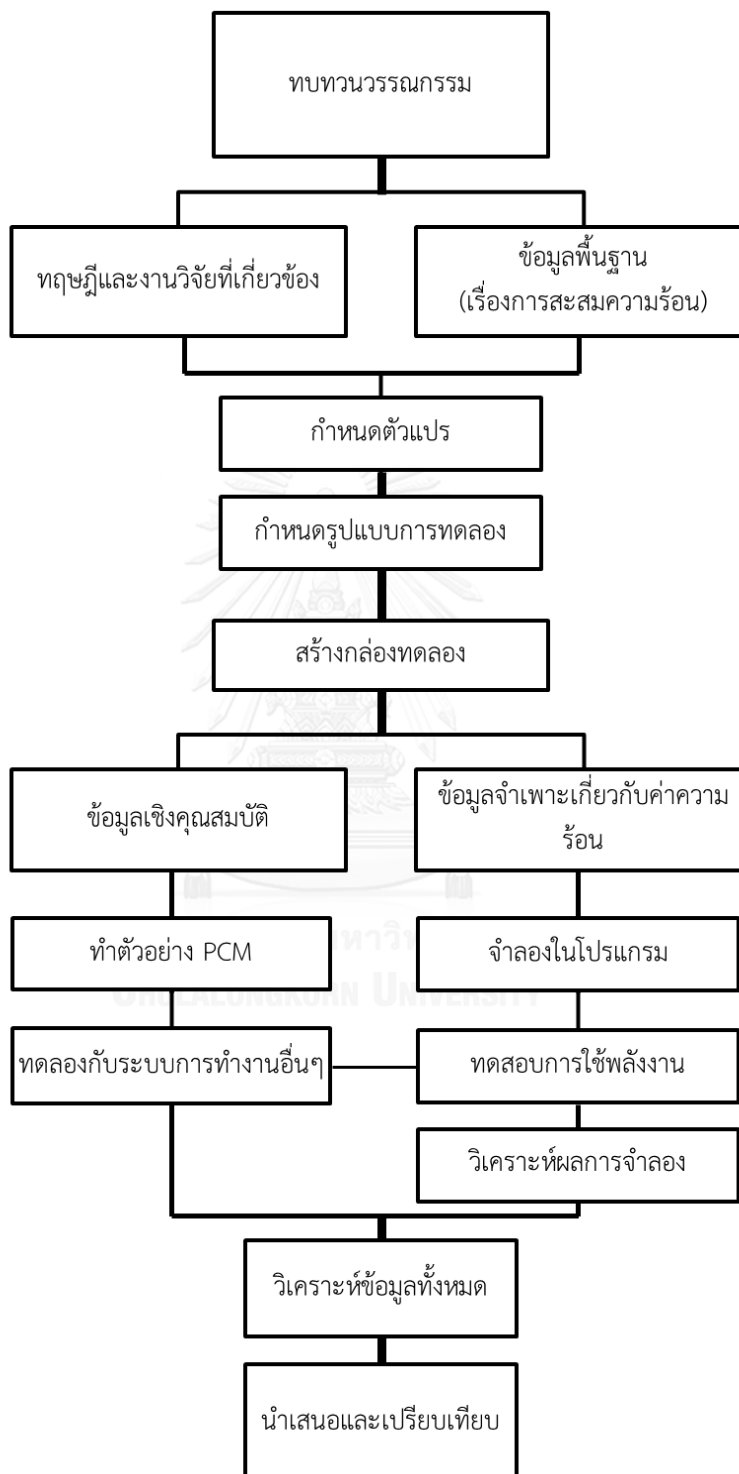 ทบทวนวรรณกรรม
ทฤษฎีและงานวิจัยที่เกี่ยวข้อง
ข้อมูลพื้นฐาน
(เรื่องการสะสมความร้อน)
กำหนดตัวแปร
กำหนดรูปแบบการทดลอง
สร้างกล่องทดลอง
ข้อมูลเชิงคุณสมบัติ
ข้อมูลจำเพาะเกี่ยวกับค่าความ
ร้อน
ทำตัวอย่าง PCM
จำลองในโปรแกรม
CHULALONGKORN UNIVERSITY
ทดลองกับระบบการทำงานอื่นๆ
ทดสอบการใช้พลังงาน
วิเคราะห์ผลการจำลอง
วิเคราะห์ข้อมูลทั้งหมด
นำเสนอและเปรียบเทียบ